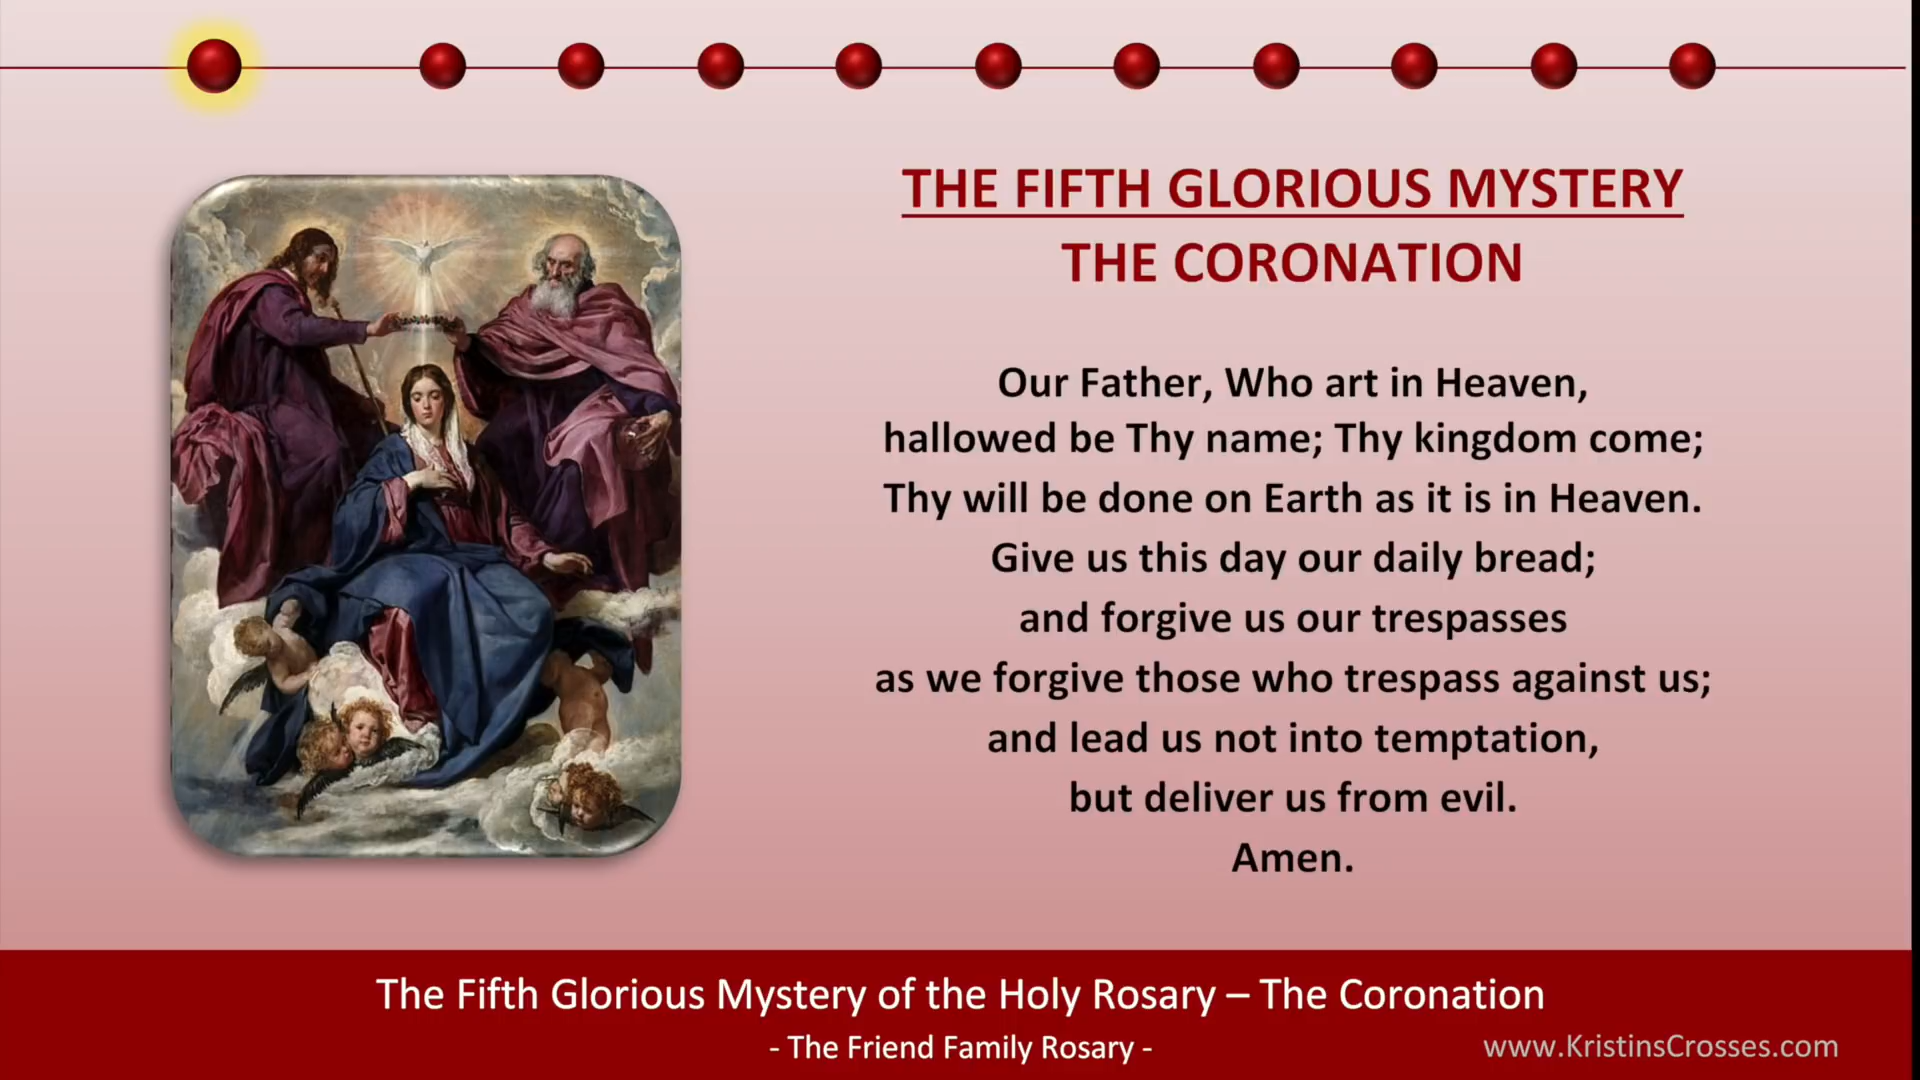 THE FIFTH GLORIOUS MYSTERY
THE CORONATION
Our Father, Who art in Heaven,
hallowed be Thy name; Thy kingdom come;
Thy will be done on Earth as it is in Heaven.
Give us this day our daily bread;
and forgive us our trespasses
as we forgive those who trespass against us;
and lead us not into temptation,
but deliver us from evil.
Amen.
The Fifth Glorious Mystery of the Holy Rosary – The Coronation
- The Friend Family Rosary -
www.KristinsCrosses.com